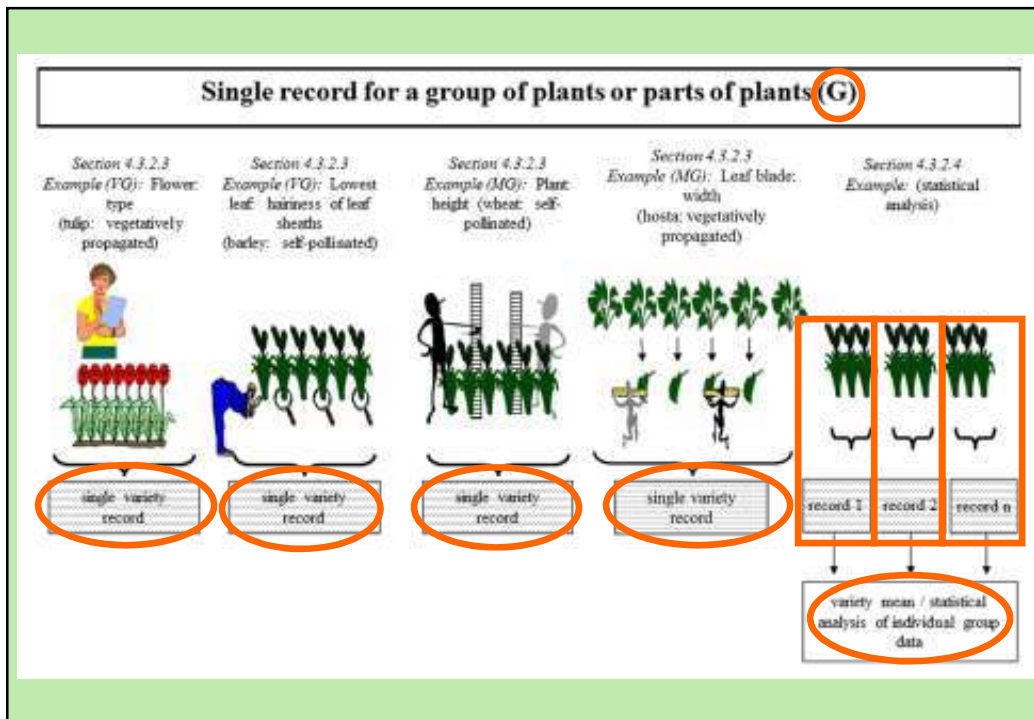 Single record for a group of plants or parts of plants (G)
Section 4.3.2.3
Example (VG): Flower:
type
(tulip: vegetatively
propagated)
Section 4.3.2.3
Example (VG): Lowest
leaf: hairiness of leaf
sheaths
(barley: self-pollinated)
Section 4.3.2.3
Example (MG): Plant:
height (wheat: self-
pollinated)
Section 4.3.2.3
Example (MG): Leaf blade:
width
(hosta: vegetatively
propagated)
Section 4.3.2.4
Example: (statistical
analysis)
single variety
record
single variety
record
single variety
record
single variety
record
record 1
record 2
record n
variety mean / statistical
analysis of individual group
data